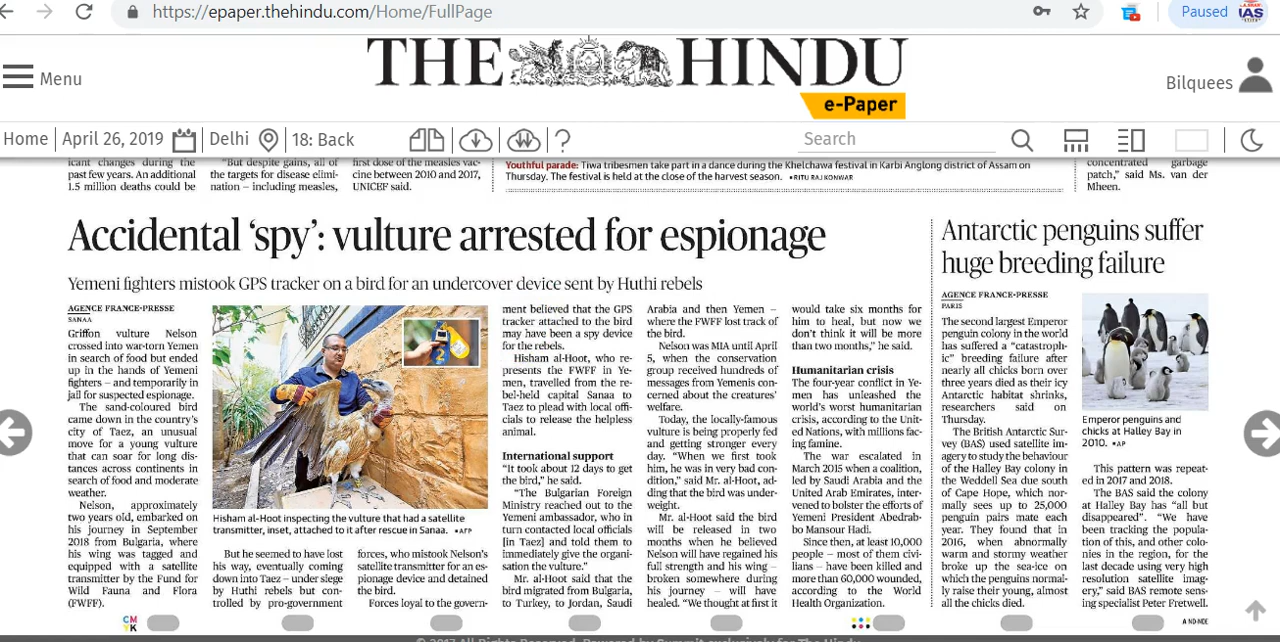 https://epaper.thehindu.com/Home/FullPage
Paused
IAS
Menu
THE HINDU
e-Paper
Bilquees
Home
April 26, 2019
Delhi
18: Back
?
Search
icant changes during the
past few years. An additional
1.5 million deaths could be
"But despite gains, all of
the targets for disease elimi-
nation – including measles,
first dose of the measles vac-
cine between 2010 and 2017,
UNICEF said.
Youthful parade: Tiwa tribesmen take part in a dance during the Khelchawa festival in Karbi Anglong district of Assam on
Thursday. The festival is held at the close of the harvest season. •RITU RAJ KONWAR
concentrated garbage
patch," said Ms. van der
Mheen.
Accidental 'spy': vulture arrested for espionage
Yemeni fighters mistook GPS tracker on a bird for an undercover device sent by Huthi rebels
AGENCE FRANCE-PRESSE
SANAA
Griffon vulture Nelson
crossed into war-torn Yemen
in search of food but ended
up in the hands of Yemeni
fighters – and temporarily in
jail for suspected espionage.
The sand-coloured bird
came down in the country's
city of Taez, an unusual
move for a young vulture
that can soar for long dis-
tances across continents in
search of food and moderate
weather.
Nelson, approximately
two years old, embarked on
his journey in September
2018 from Bulgaria, where
his wing was tagged and
equipped with a satellite
transmitter by the Fund for
Wild Fauna and Flora
(FWFF).
Hisham al-Hoot inspecting the vulture that had a satellite
transmitter, inset, attached to it after rescue in Sanaa. •AFP
But he seemed to have lost
his way, eventually coming
down into Taez – under siege
by Huthi rebels but con-
trolled by pro-government
forces, who mistook Nelson's
satellite transmitter for an es-
pionage device and detained
the bird.
Forces loyal to the govern-
ment believed that the GPS
tracker attached to the bird
may have been a spy device
for the rebels.
Hisham al-Hoot, who re-
presents the FWFF in Ye-
men, travelled from the re-
bel-held capital Sanaa to
Taez to plead with local offi-
cials to release the helpless
animal.
International support
"It took about 12 days to get
the bird," he said.
"The Bulgarian Foreign
Ministry reached out to the
Yemeni ambassador, who in
turn contacted local officials
[in Taez] and told them to
immediately give the organi-
sation the vulture."
Mr. al-Hoot said that the
bird migrated from Bulgaria,
to Turkey, to Jordan, Saudi
Arabia and then Yemen –
where the FWFF lost track of
the bird.
Nelson was MIA until April
5, when the conservation
group received hundreds of
messages from Yemenis con-
cerned about the creatures'
welfare.
Today, the locally-famous
vulture is being properly fed
and getting stronger every
day. "When we first took
him, he was in very bad con-
dition," said Mr. al-Hoot, ad-
ding that the bird was under-
weight.
Mr. al-Hoot said the bird
will be released in two
months when he believed
Nelson will have regained his
full strength and his wing –
broken somewhere during
his journey – will have
healed. "We thought at first it
would take six months for
him to heal, but now we
don't think it will be more
than two months," he said.
Humanitarian crisis
The four-year conflict in Ye-
men has unleashed the
world's worst humanitarian
crisis, according to the Unit-
ed Nations, with millions fac-
ing famine.
The war escalated in
March 2015 when a coalition,
led by Saudi Arabia and the
United Arab Emirates, inter-
vened to bolster the efforts of
Yemeni President Abedrab-
bo Mansour Hadi.
Since then, at least 10,000
people – most of them civi-
lians – have been killed and
more than 60,000 wounded,
according to the World
Health Organization.
Antarctic penguins suffer
huge breeding failure
AGENCE FRANCE-PRESSE
PARIS
The second largest Emperor
penguin colony in the world
has suffered a "catastroph-
ic" breeding failure after
nearly all chicks born over
three years died as their icy
Antarctic habitat shrinks,
researchers said on
Thursday.
The British Antarctic Sur-
vey (BAS) used satellite im-
agery to study the behaviour
of the Halley Bay colony in
the Weddell Sea due south
of Cape Hope, which nor-
mally sees up to 25,000
penguin pairs mate each
year. They found that in
2016, when abnormally
warm and stormy weather
broke up the sea-ice on
which the penguins normal-
ly raise their young, almost
all the chicks died.
Emperor penguins and
chicks at Halley Bay in
2010. •AP
This pattern was repeat-
ed in 2017 and 2018.
The BAS said the colony
at Halley Bay has "all but
disappeared". "We have
been tracking the popula-
tion of this, and other colo-
nies in the region, for the
last decade using very high
resolution satellite imag-
ery," said BAS remote sens-
ing specialist Peter Fretwell.
CM
YK
A ND-NDE
© 2017 All Rights Reserved. Powered by Summit exclusively for The Hindu